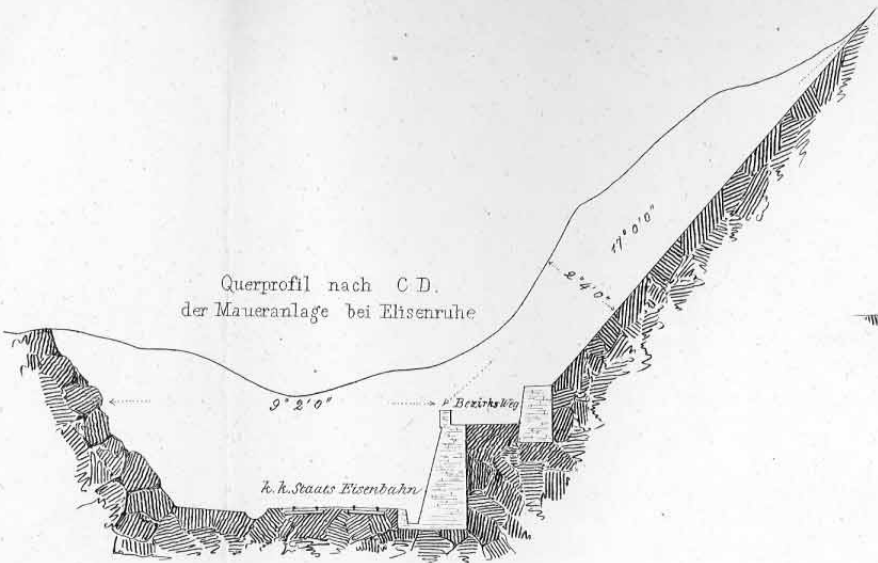 Querprofil nach C D.
der Maueranlage bei Elisenruhe
17° 0' 0"
2° 4' 0"
9° 2' 0"
Bezirks Weg
k. k. Staats Eisenbahn